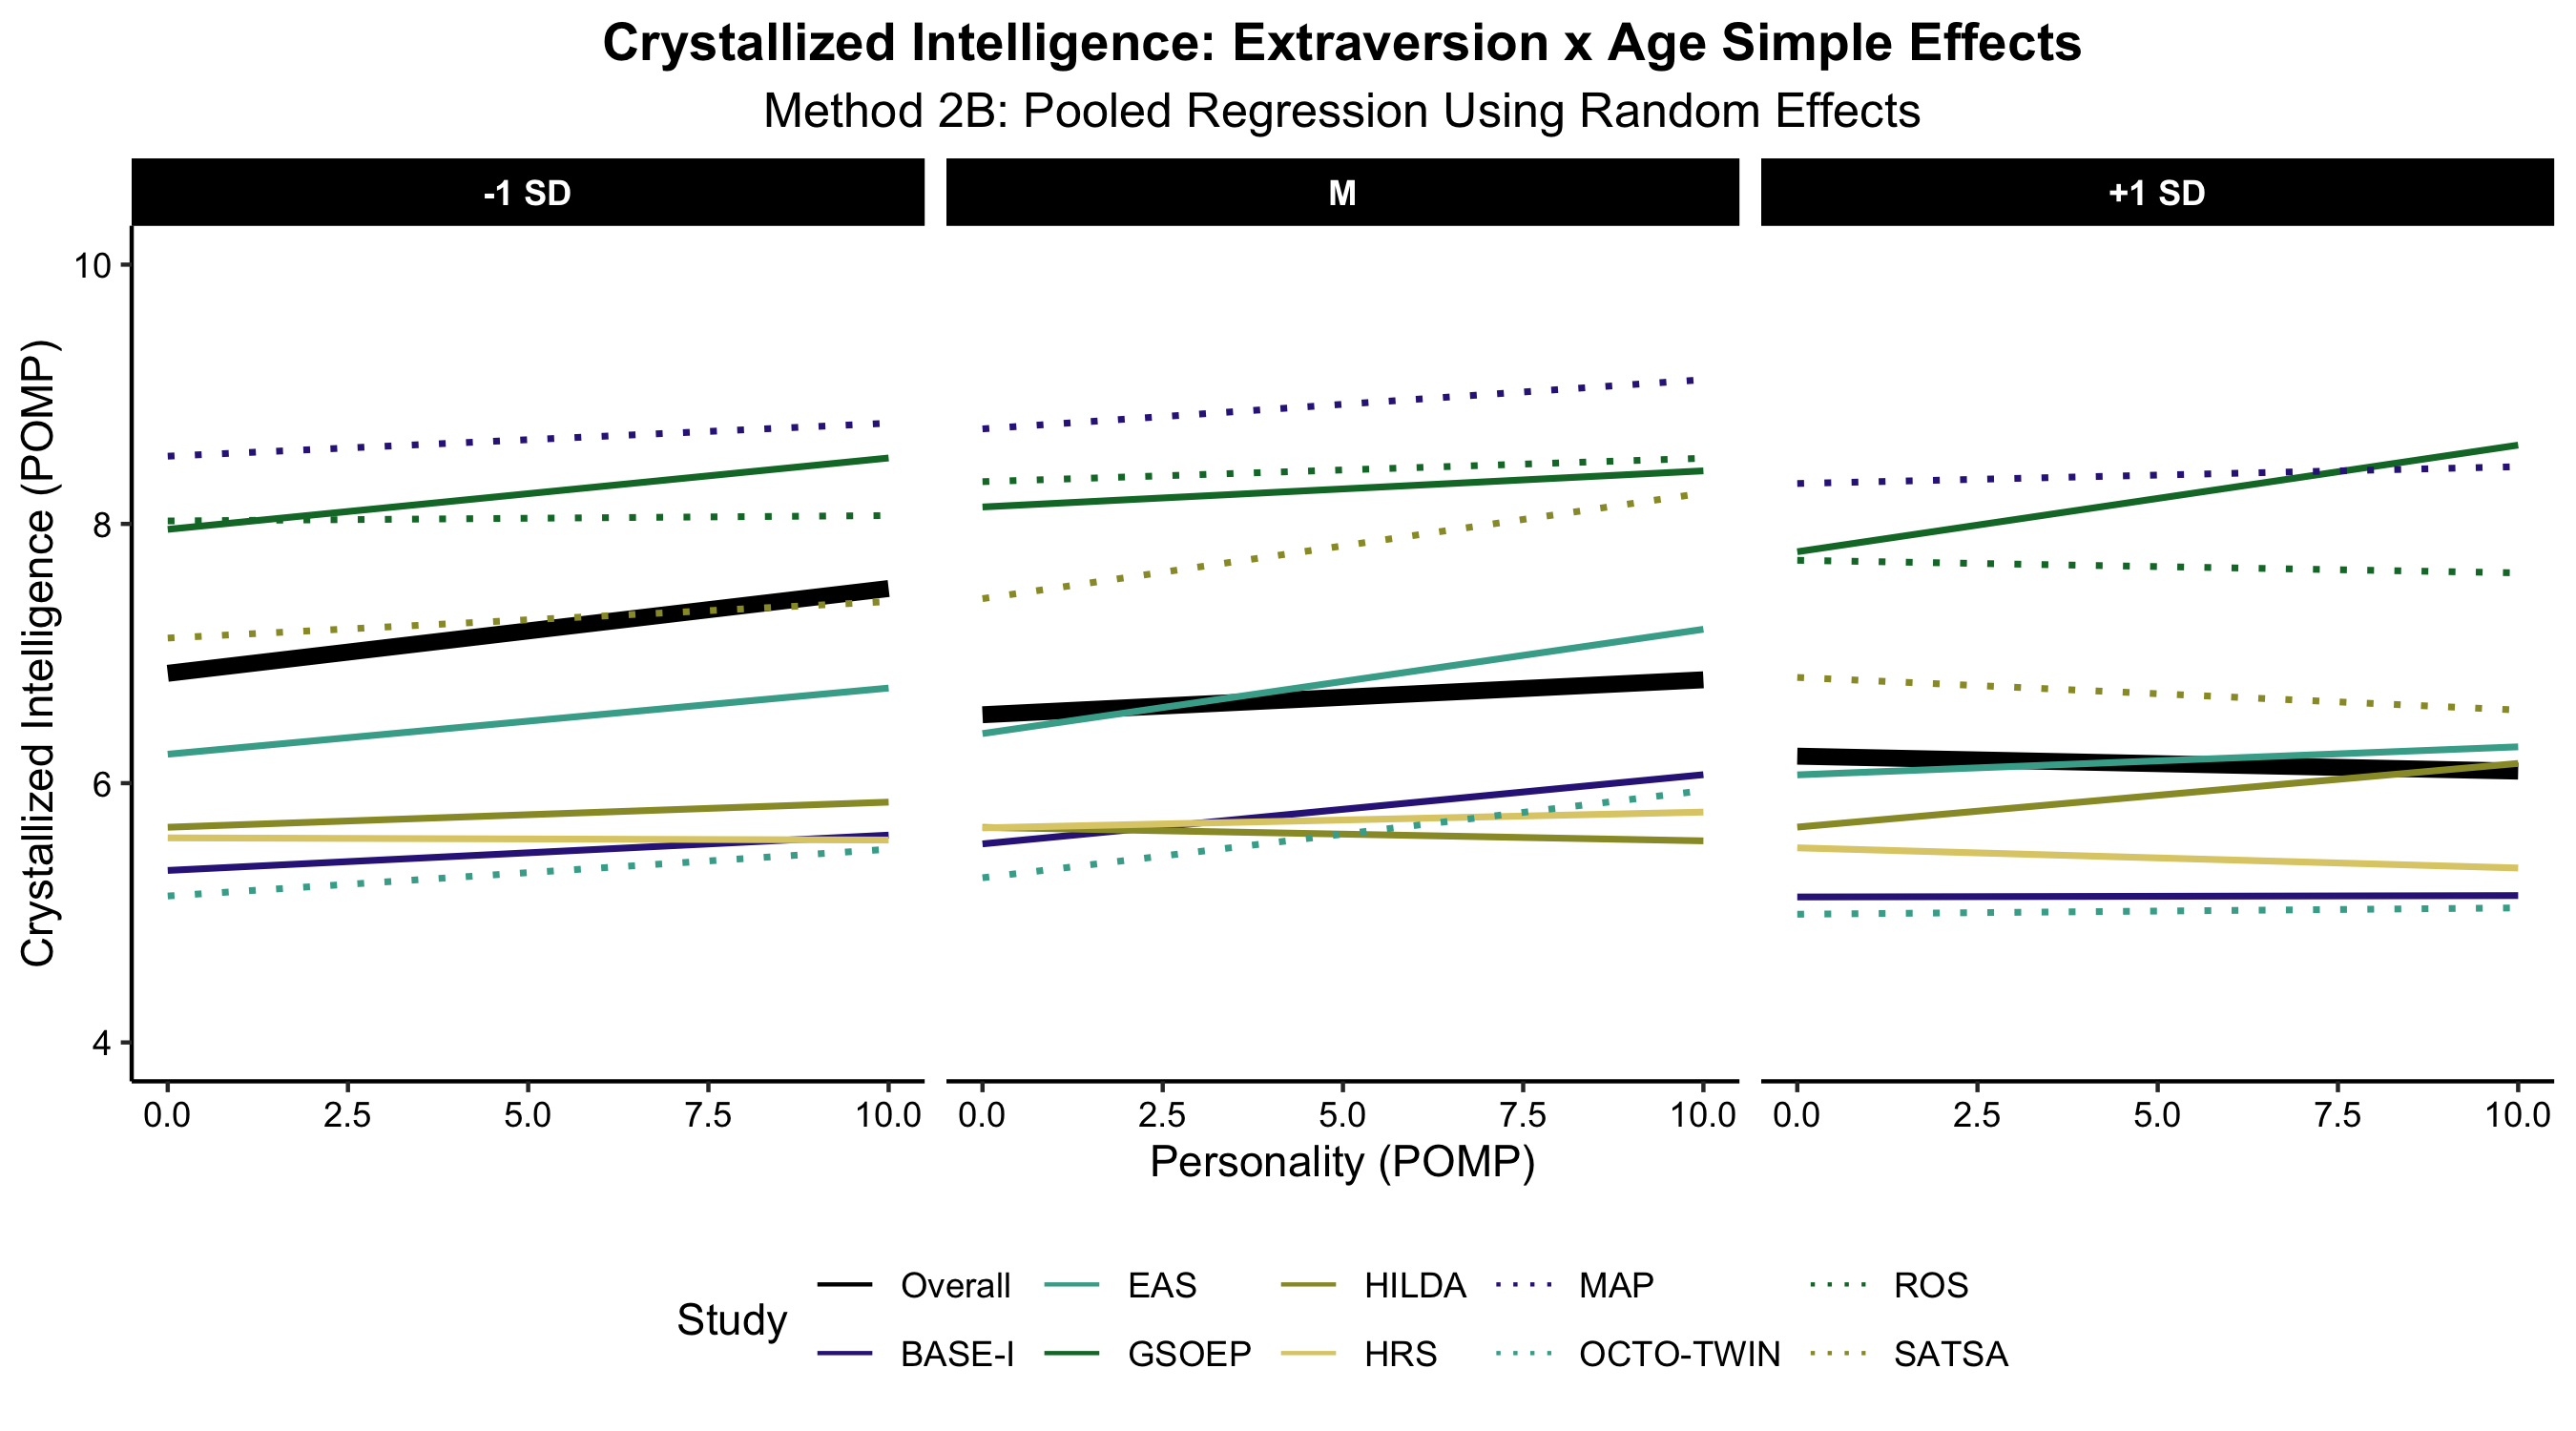 Crystallized Intelligence: Extraversion x Age Simple Effects
Method 2B: Pooled Regression Using Random Effects
-1 SD M +1 SD
Crystallized Intelligence (POMP)
10
8
6
4
0.0 2.5 5.0 7.5 10.0 0.0 2.5 5.0 7.5 10.0 0.0 2.5 5.0 7.5 10.0
Personality (POMP)
Study
Overall EAS HILDA MAP ROS
BASE-I GSOEP HRS OCTO-TWIN SATSA